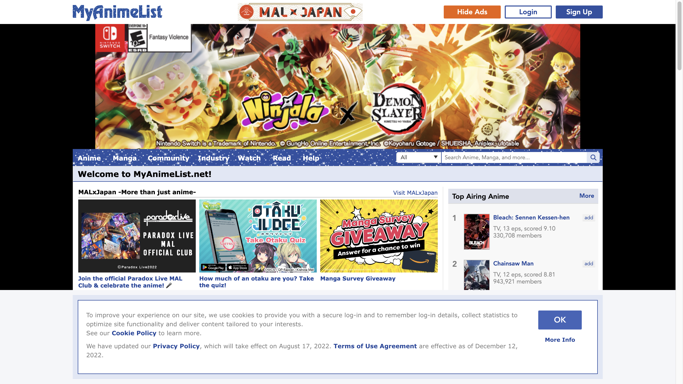 MyAnimeList
MAL × JAPAN
Hide Ads
Login
Sign Up
NINTENDO
SWITCH
E
Fantasy Violence
Ninjala × DEMON
SLAYER
Nintendo Switch is a Trademark of Nintendo. © GungHo Online Entertainment, Inc. ©Koyoharu Gotoge / SHUEISHA, Aniplex, ufotable
Anime Manga Community Industry Watch Read Help
All
Search Anime, Manga, and more...
Welcome to MyAnimeList.net!
MALxJapan -More than just anime-
Visit MALxJapan
paradox live
PARADOX LIVE
MAL
OFFICIAL CLUB
©Paradox Live2022
Join the official Paradox Live MAL
Club & celebrate the anime! 🎤
OTAKU
JUDGE
Take Otaku Quiz
How much of an otaku are you? Take
the quiz!
Manga Survey
GIVEAWAY
Answer for a chance to win
Manga Survey Giveaway
Top Airing Anime
More
1
BLEACH
Bleach: Sennen Kessen-hen
add
TV, 13 eps, scored 9.10
330,708 members
2
Chainsaw Man
add
TV, 12 eps, scored 8.81
943,921 members
To improve your experience on our site, we use cookies to provide you with a secure log-in and to remember log-in details, collect statistics to
optimize site functionality and deliver content tailored to your interests.
See our Cookie Policy to learn more.
We have updated our Privacy Policy, which will take effect on August 17, 2022. Terms of Use Agreement are effective as of December 12,
2022.
OK
More Info